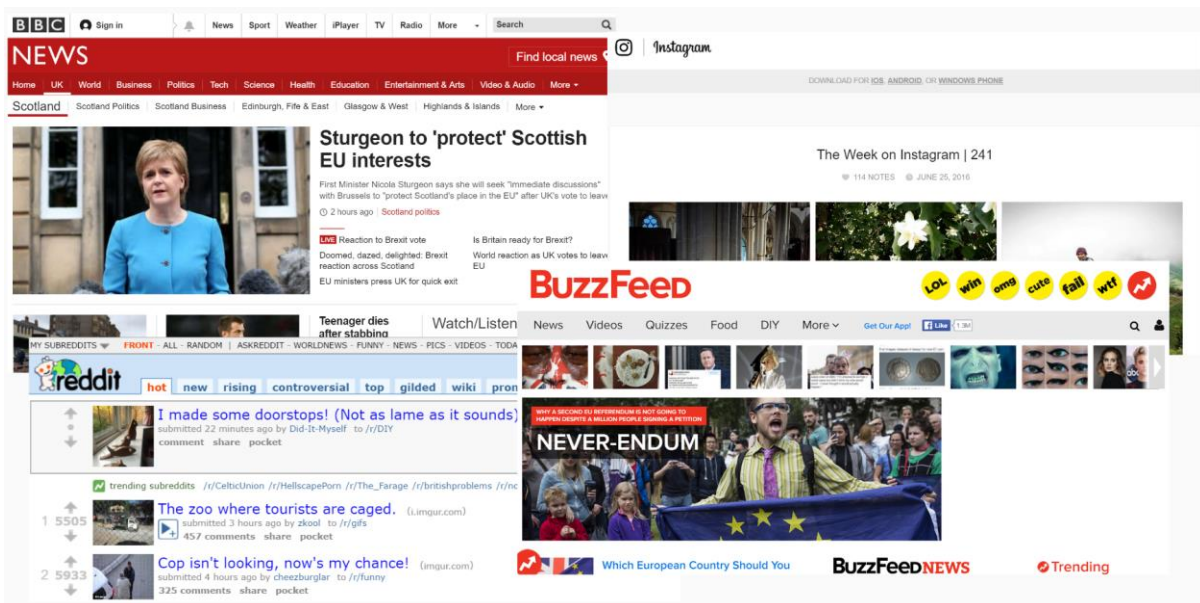 BBC Sign in News Sport Weather iPlayer TV Radio More Search
NEWS
Find local news
Home UK World Business Politics Tech Science Health Education Entertainment & Arts Video & Audio More
Scotland Scotland Politics Scotland Business Edinburgh, Fife & East Glasgow & West Highlands & Islands More
Sturgeon to 'protect' Scottish
EU interests
First Minister Nicola Sturgeon says she will seek "immediate discussions"
with Brussels to "protect Scotland's place in the EU" after UK's vote to leave
2 hours ago Scotland politics
LIVE Reaction to Brexit vote
Doomed, dazed, delighted: Brexit
reaction across Scotland
EU ministers press UK for quick exit
Is Britain ready for Brexit?
World reaction as UK votes to leave
EU
Teenager dies
after stabbing
Watch/Listen
Instagram
DOWNLOAD FOR IOS, ANDROID, OR WINDOWS PHONE
The Week on Instagram | 241
114 NOTES JUNE 25, 2016
BuzzFeed
LOL win omg cute fail wtf
News Videos Quizzes Food DIY More Get Our App! Like 1.3M
abc
WHY A SECOND EU REFERENDUM IS NOT GOING TO
HAPPEN DESPITE A MILLION PEOPLE SIGNING A PETITION
NEVER-ENDUM
Which European Country Should You
BuzzFeedNEWS
Trending
MY SUBREDDITS FRONT - ALL - RANDOM | ASKREDDIT - WORLDNEWS - FUNNY - NEWS - PICS - VIDEOS - TODA
reddit hot new rising controversial top gilded wiki prom
I made some doorstops! (Not as lame as it sounds)
submitted 22 minutes ago by Did-It-Myself to /r/DIY
comment share pocket
trending subreddits /r/CelticUnion /r/HellscapePorn /r/The_Farage /r/britishproblems /r/nc
1 5505 The zoo where tourists are caged. (i.imgur.com)
submitted 3 hours ago by zkool to /r/gifs
457 comments share pocket
2 5933 Cop isn't looking, now's my chance! (imgur.com)
submitted 4 hours ago by cheezburglar to /r/funny
325 comments share pocket